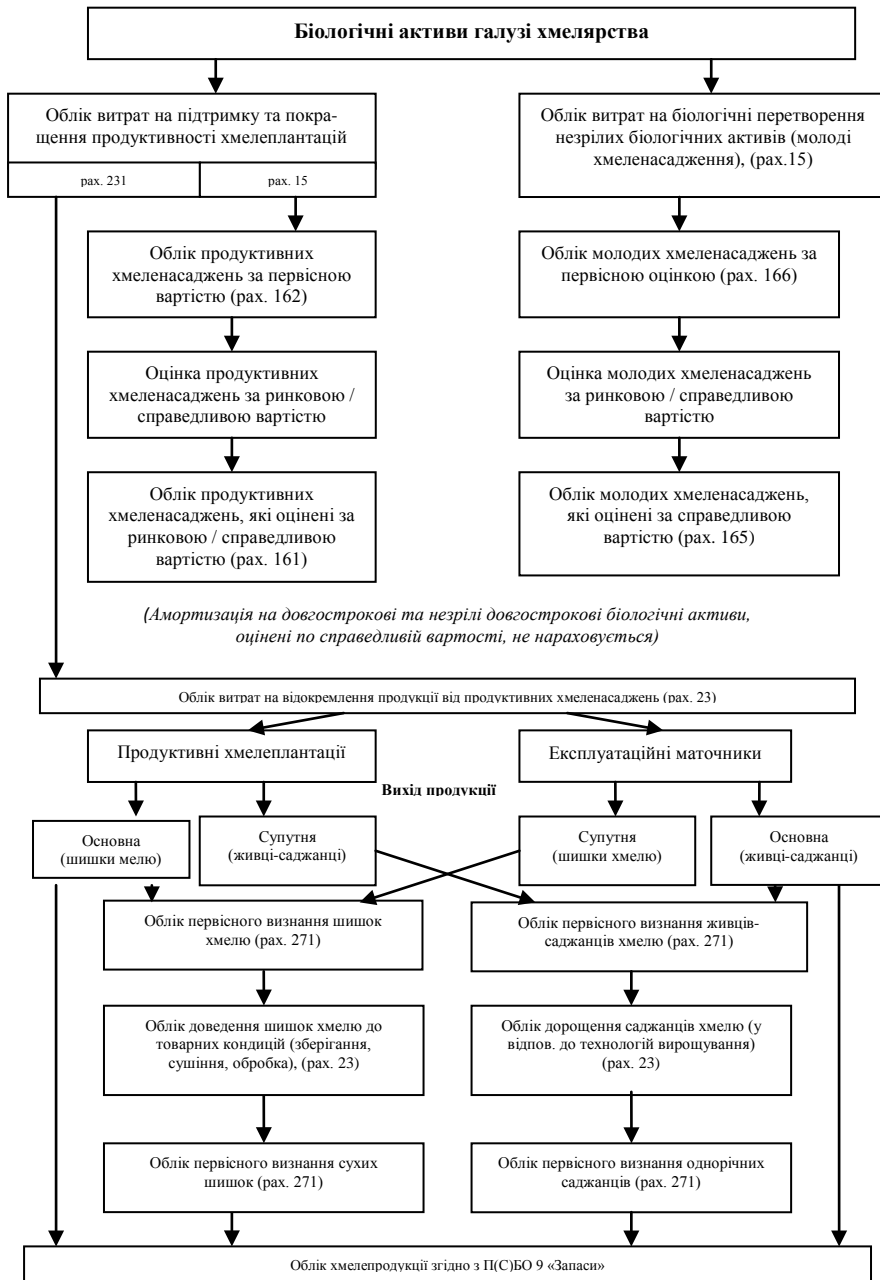 Біологічні активи галузі хмелярства
Облік витрат на підтримку та покра-
щення продуктивності хмелеплантацій
рах. 231
рах. 15
Облік витрат на біологічні перетворення
незрілих біологічних активів (молоді
хмеленасадження), (рах.15)
Облік продуктивних
хмеленасаджень за первісною
вартістю (рах. 162)
Облік молодих хмеленасаджень за
первісною оцінкою (рах. 166)
Оцінка продуктивних
хмеленасаджень за ринковою /
справедливою вартістю
Оцінка молодих хмеленасаджень
за ринковою / справедливою
вартістю
Облік продуктивних
хмеленасаджень, які оцінені за
ринковою / справедливою
вартістю (рах. 161)
Облік молодих хмеленасаджень,
які оцінені за справедливою
вартістю (рах. 165)
(Амортизація на довгострокові та незрілі довгострокові біологічні активи,
оцінені по справедливій вартості, не нараховується)
Облік витрат на відокремлення продукції від продуктивних хмеленасаджень (рах. 23)
Продуктивні хмелеплантації
Експлуатаційні маточники
Вихід продукції
Основна
(шишки мелю)
Супутня
(живці-саджанці)
Супутня
(шишки хмелю)
Основна
(живці-саджанці)
Облік первісного визнання шишок
хмелю (рах. 271)
Облік первісного визнання живців-
саджанців хмелю (рах. 271)
Облік доведення шишок хмелю до
товарних кондицій (зберігання,
сушіння, обробка), (рах. 23)
Облік дорощення саджанців хмелю (у
відпов. до технологій вирощування)
(рах. 23)
Облік первісного визнання сухих
шишок (рах. 271)
Облік первісного визнання однорічних
саджанців (рах. 271)
Облік хмелепродукції згідно з П(С)БО 9 «Запаси»